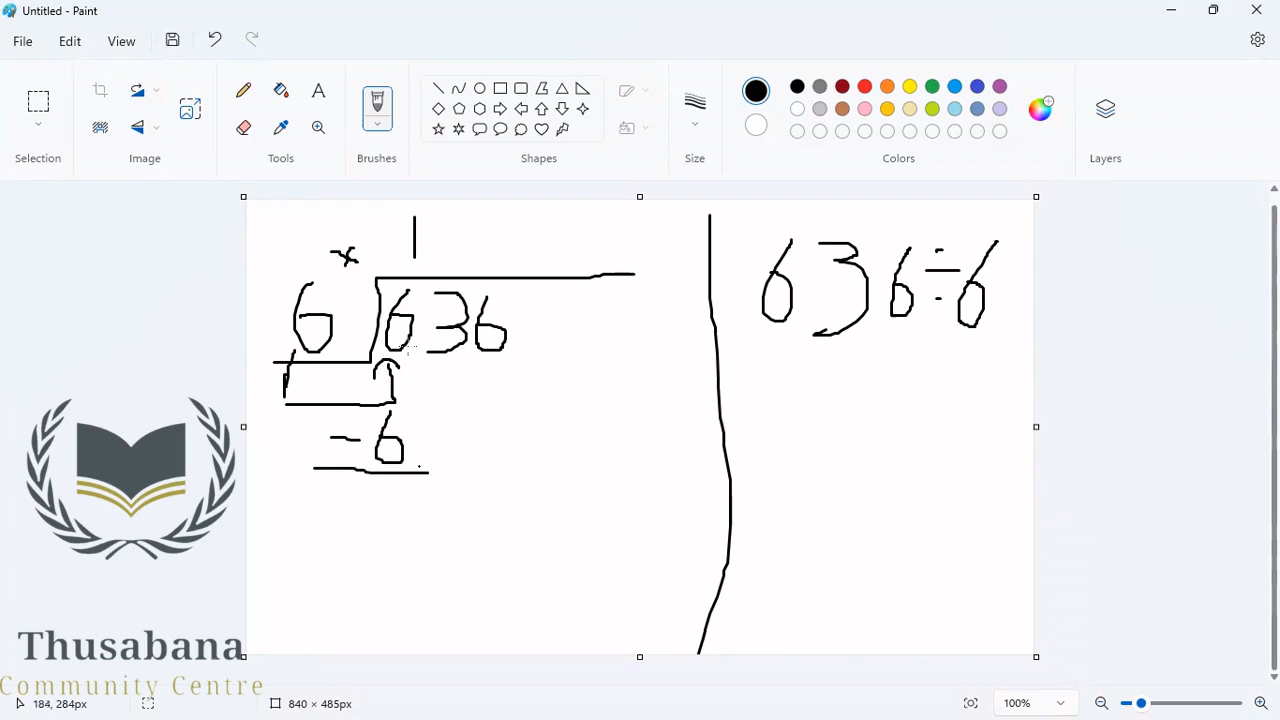 Untitled - Paint
File Edit View
Selection Image Tools Brushes Shapes Size Colors Layers
1
x
6 636
- 6
636÷6
Thusabana
Community Centre
184, 284px 840 × 485px 100%